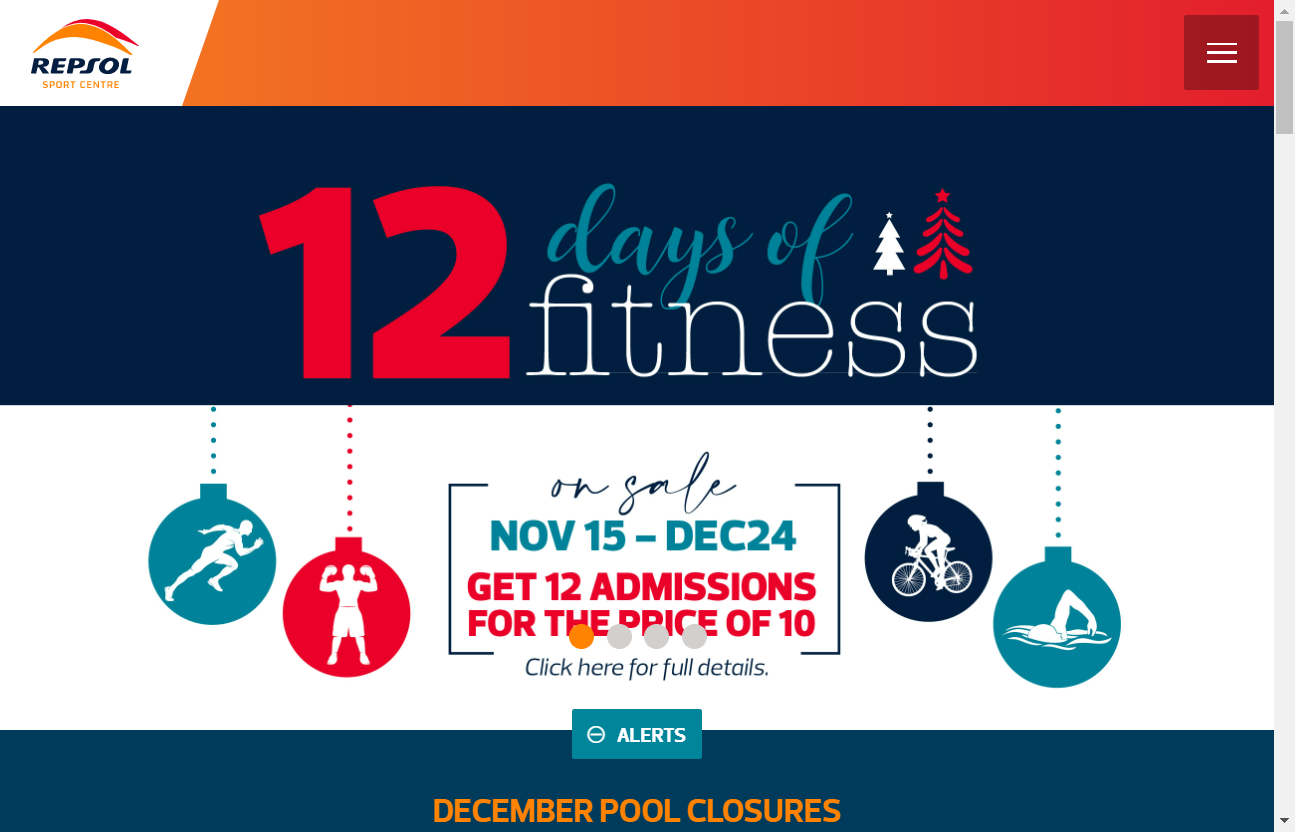 REPSOL
SPORT CENTRE
12 days of
fitness
on sale
NOV 15 – DEC24
GET 12 ADMISSIONS
FOR THE PRICE OF 10
Click here for full details.
ALERTS
DECEMBER POOL CLOSURES